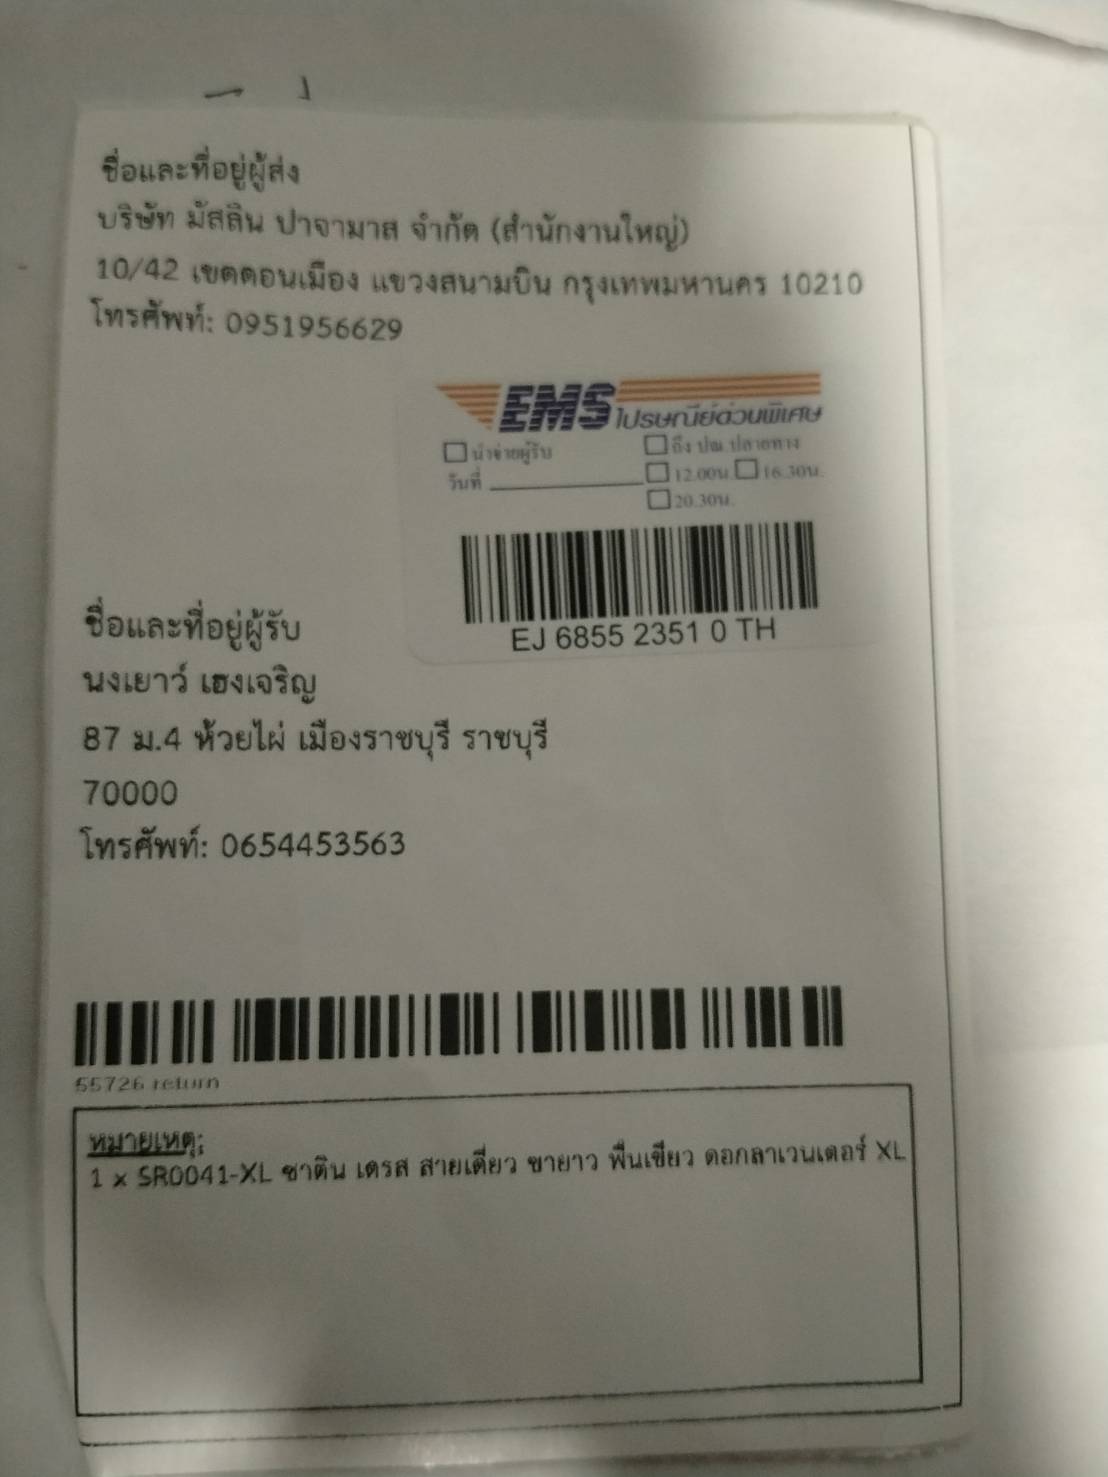 ชื่อและที่อยู่ผู้ส่ง
บริษัท มัสลิน ปาจามาส จำกัด (สำนักงานใหญ่)
10/42 เขตดอนเมือง แขวงสนามบิน กรุงเทพมหานคร 10210
โทรศัพท์: 0951956629
EMS ไปรษณีย์ด่วนพิเศษ
นำจ่ายผู้รับ ถึง ปณ.ปลายทาง
วันที่ 12.00น. 16.30น.
20.30น.
EJ 6855 2351 0 TH
ชื่อและที่อยู่ผู้รับ
นงเยาว์ เฮงเจริญ
87 ม.4 ห้วยไผ่ เมืองราชบุรี ราชบุรี
70000
โทรศัพท์: 0654453563
55726 return
หมายเหตุ:
1 x SR0041-XL ซาติน เดรส สายเดี่ยว ขายาว พื้นเขียว ดอกลาเวนเดอร์ XL